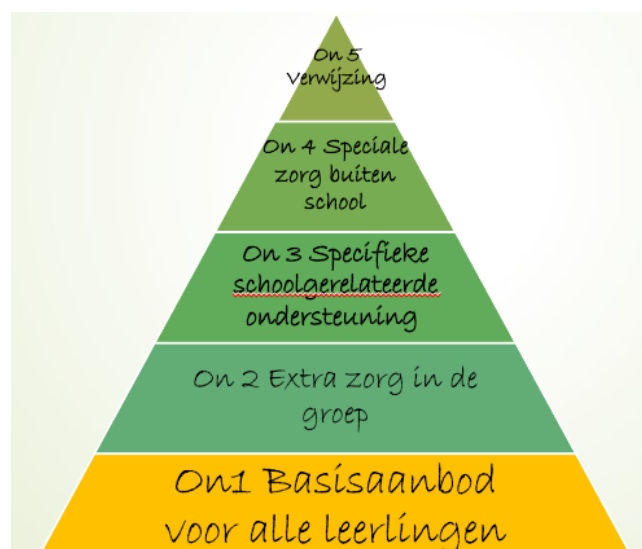 On 5
Verwijzing
On 4 Speciale
zorg buiten
school
On 3 Specifieke
schoolgerelateerde
ondersteuning
On 2 Extra zorg in de
groep
On1 Basisaanbod
voor alle leerlingen